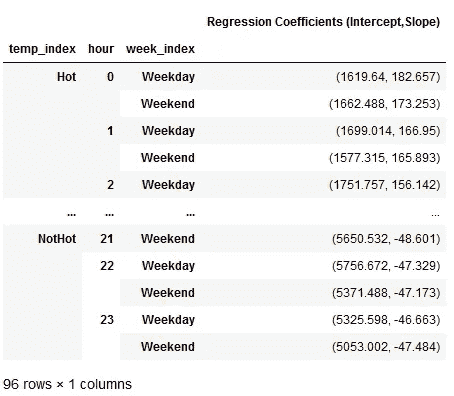 Regression Coefficients (Intercept,Slope)
temp_index hour week_index
Hot 0 Weekday (1619.64, 182.657)
Weekend (1662.488, 173.253)
1 Weekday (1699.014, 166.95)
Weekend (1577.315, 165.893)
2 Weekday (1751.757, 156.142)
... ... ... ...
NotHot 21 Weekend (5650.532, -48.601)
22 Weekday (5756.672, -47.329)
Weekend (5371.488, -47.173)
23 Weekday (5325.598, -46.663)
Weekend (5053.002, -47.484)
96 rows × 1 columns